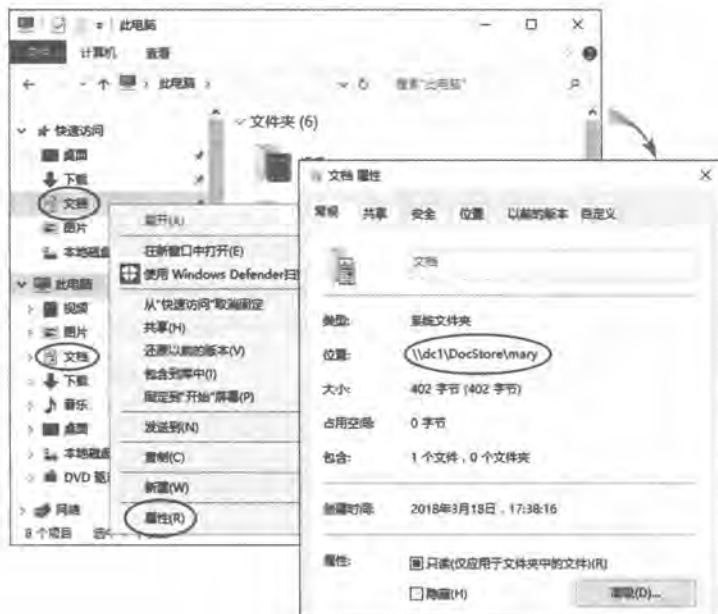 此电脑
计算机
查看
此电脑
搜索"此电脑"
快速访问
桌面
下载
文档
图片
本地磁盘
此电脑
视频
图片
文档
下载
音乐
桌面
本地磁盘
DVD 驱
网络
8 个项目
文件夹 (6)
展开(A)
在新窗口中打开(E)
使用 Windows Defender扫
从"快速访问"取消固定
共享(H)
还原以前的版本(V)
包含到库中(I)
固定到"开始"屏幕(P)
发送到(N)
复制(C)
新建(W)
属性(R)
文档 属性
常规 共享 安全 位置 以前的版本 自定义
文档
类型: 系统文件夹
位置: \\dc1\DocStore\mary
大小: 402 字节 (402 字节)
占用空间: 0 字节
包含: 1 个文件，0 个文件夹
创建时间: 2018年3月18日，17:38:16
属性: 只读(仅应用于文件夹中的文件)(R)
隐藏(H)
高级(D)...